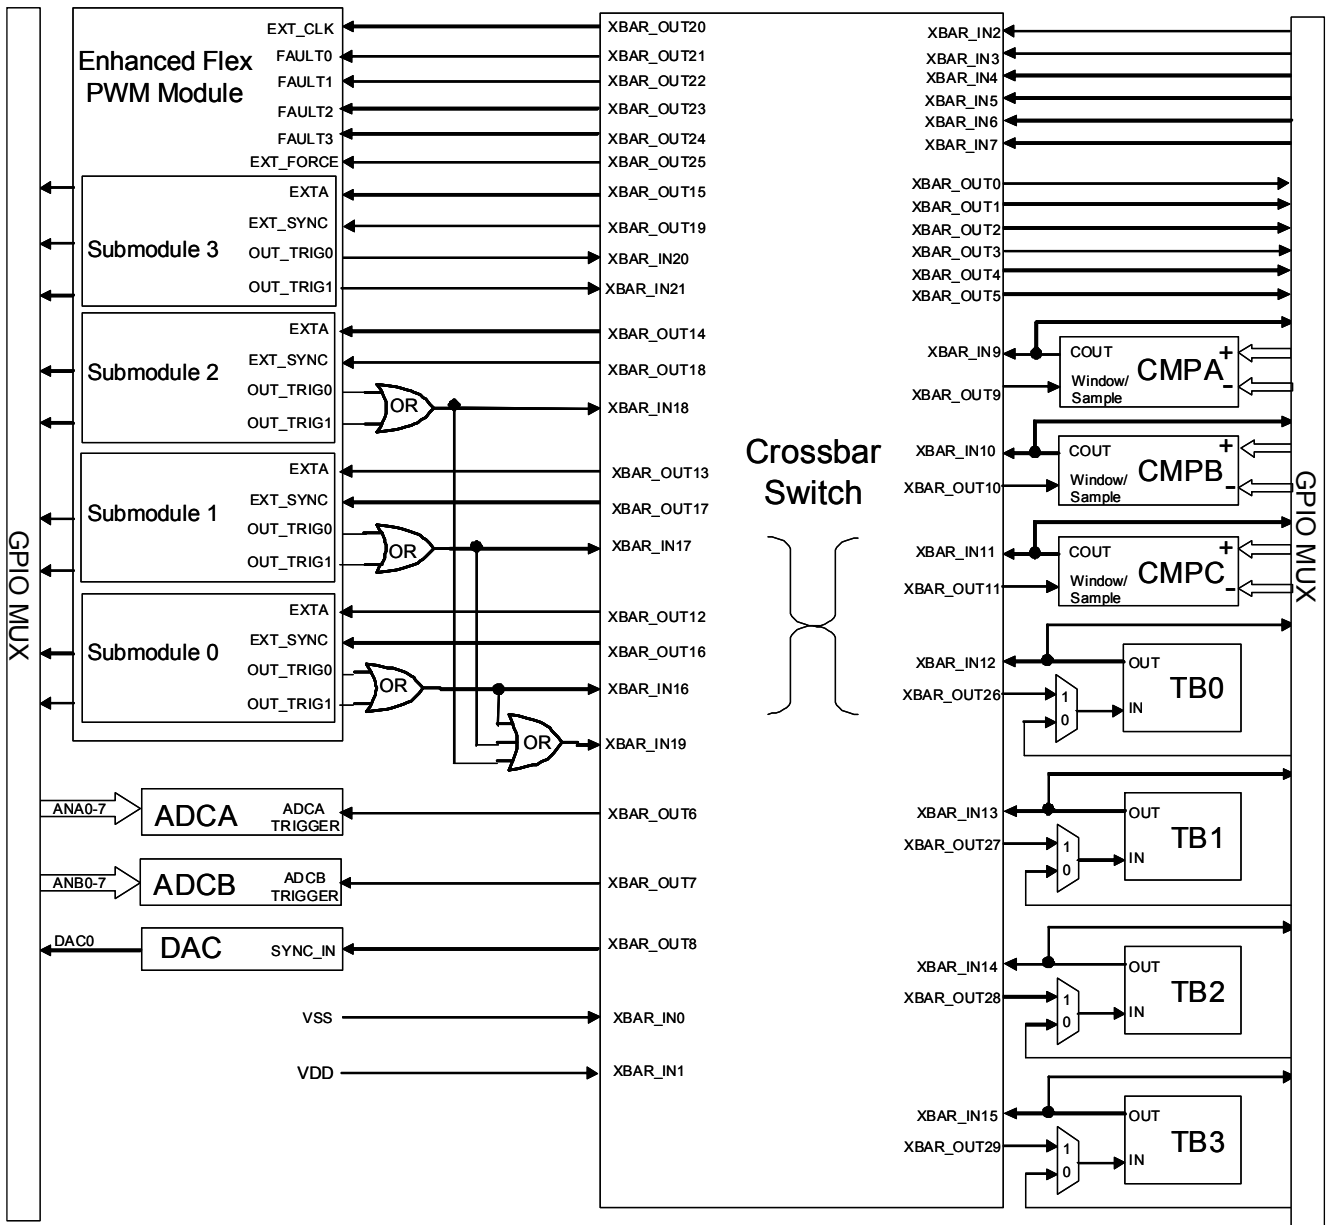 GPIO MUX
Enhanced Flex
PWM Module
EXT_CLK
FAULT0
FAULT1
FAULT2
FAULT3
EXT_FORCE
Submodule 3
EXTA
EXT_SYNC
OUT_TRIG0
OUT_TRIG1
Submodule 2
EXTA
EXT_SYNC
OUT_TRIG0
OUT_TRIG1
OR
Submodule 1
EXTA
EXT_SYNC
OUT_TRIG0
OUT_TRIG1
OR
Submodule 0
EXTA
EXT_SYNC
OUT_TRIG0
OUT_TRIG1
OR
OR
ANA0-7
ADCA
ADCA
TRIGGER
ANB0-7
ADCB
ADCB
TRIGGER
DAC0
DAC
SYNC_IN
VSS
VDD
XBAR_OUT20
XBAR_OUT21
XBAR_OUT22
XBAR_OUT23
XBAR_OUT24
XBAR_OUT25
XBAR_OUT15
XBAR_OUT19
XBAR_IN20
XBAR_IN21
XBAR_OUT14
XBAR_OUT18
XBAR_IN18
XBAR_OUT13
XBAR_OUT17
XBAR_IN17
XBAR_OUT12
XBAR_OUT16
XBAR_IN16
XBAR_IN19
XBAR_OUT6
XBAR_OUT7
XBAR_OUT8
XBAR_IN0
XBAR_IN1
Crossbar
Switch
XBAR_IN2
XBAR_IN3
XBAR_IN4
XBAR_IN5
XBAR_IN6
XBAR_IN7
XBAR_OUT0
XBAR_OUT1
XBAR_OUT2
XBAR_OUT3
XBAR_OUT4
XBAR_OUT5
XBAR_IN9
XBAR_OUT9
XBAR_IN10
XBAR_OUT10
XBAR_IN11
XBAR_OUT11
XBAR_IN12
XBAR_OUT26
XBAR_IN13
XBAR_OUT27
XBAR_IN14
XBAR_OUT28
XBAR_IN15
XBAR_OUT29
COUT
CMPA
+
-
Window/
Sample
COUT
CMPB
+
-
Window/
Sample
COUT
CMPC
+
-
Window/
Sample
OUT
TB0
IN
1
0
OUT
TB1
IN
1
0
OUT
TB2
IN
1
0
OUT
TB3
IN
1
0
GPIO MUX